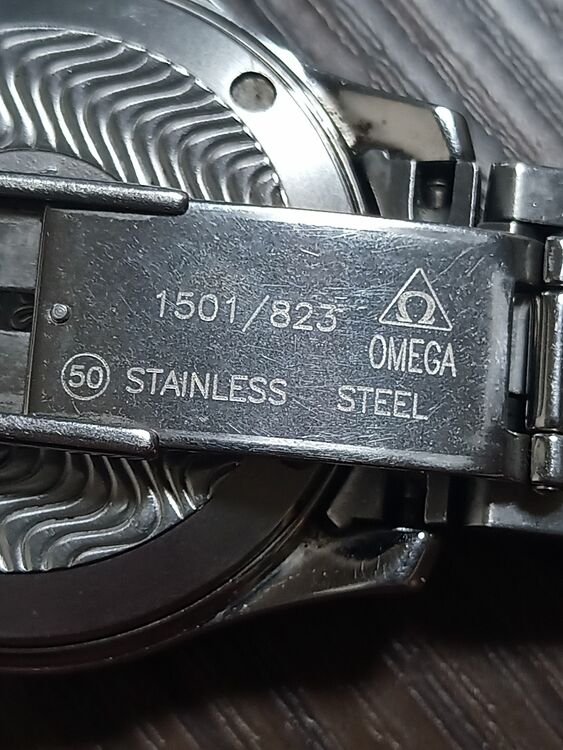 1501/823
Ω
OMEGA
50 STAINLESS STEEL